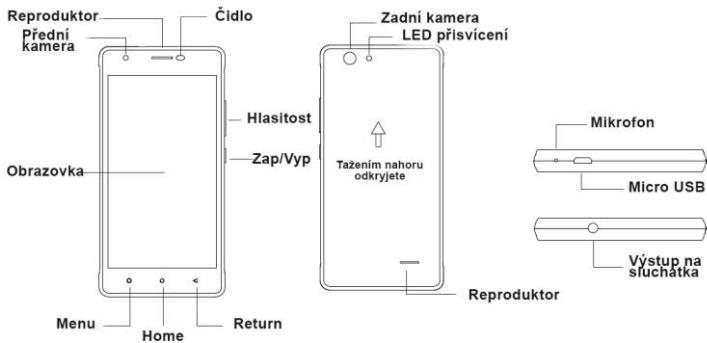 Reproduktor
Čidlo
Přední
kamera
Hlasitost
Zap/Vyp
Obrazovka
Menu
Home
Return
Zadní kamera
LED přisvícení
Tažením nahoru
odkryjete
Reproduktor
Mikrofon
Micro USB
Výstup na
sluchátka